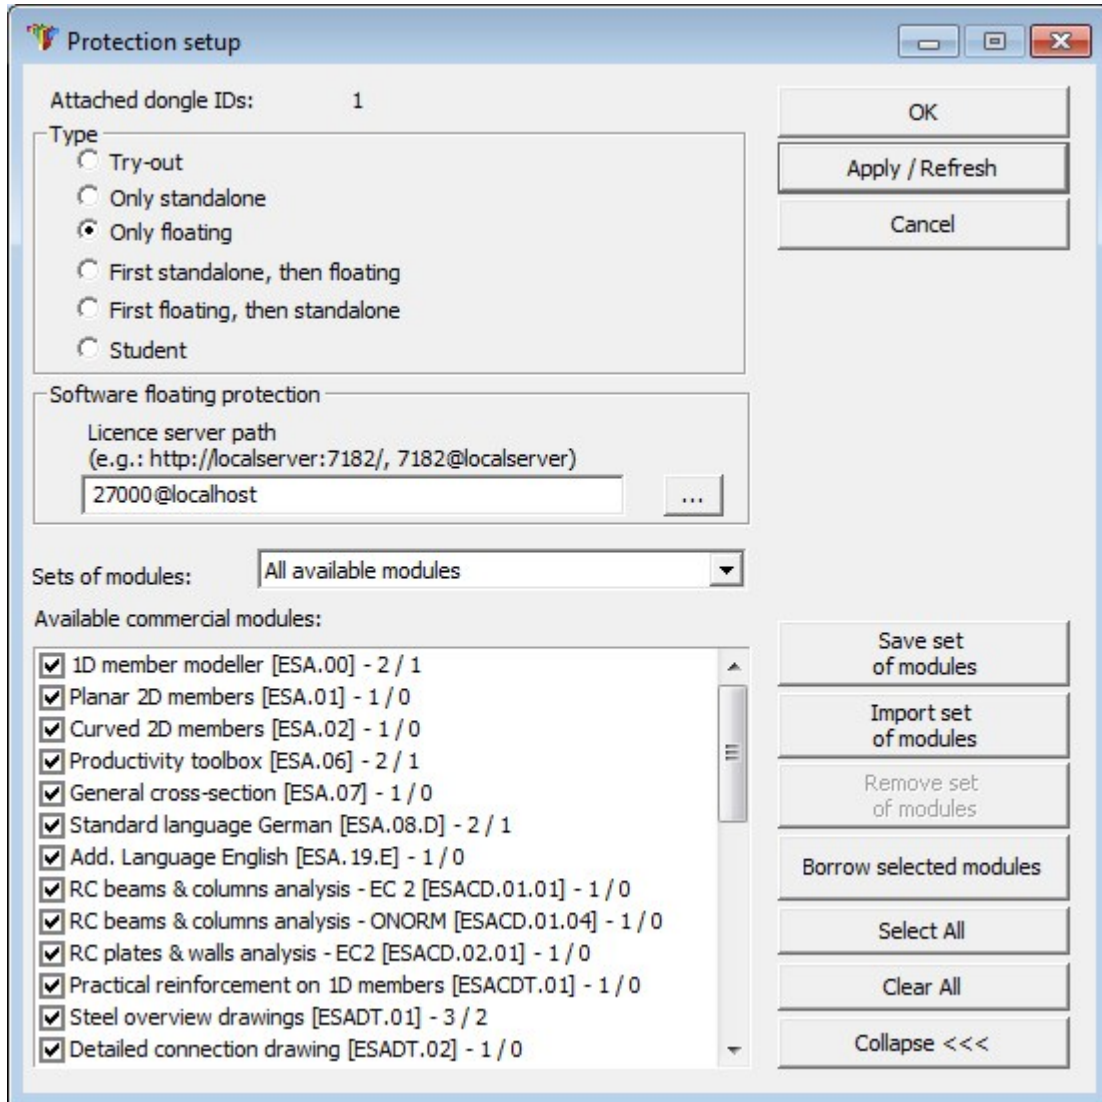 Protection setup
Attached dongle IDs: 1
Type
Try-out
Only standalone
Only floating
First standalone, then floating
First floating, then standalone
Student
OK
Apply / Refresh
Cancel
Software floating protection
Licence server path
(e.g.: http://localserver:7182/, 7182@localserver)
27000@localhost
...
Sets of modules: All available modules
Available commercial modules:
1D member modeller [ESA.00] - 2 / 1
Planar 2D members [ESA.01] - 1 / 0
Curved 2D members [ESA.02] - 1 / 0
Productivity toolbox [ESA.06] - 2 / 1
General cross-section [ESA.07] - 1 / 0
Standard language German [ESA.08.D] - 2 / 1
Add. Language English [ESA.19.E] - 1 / 0
RC beams & columns analysis - EC 2 [ESACD.01.01] - 1 / 0
RC beams & columns analysis - ONORM [ESACD.01.04] - 1 / 0
RC plates & walls analysis - EC2 [ESACD.02.01] - 1 / 0
Practical reinforcement on 1D members [ESACDT.01] - 1 / 0
Steel overview drawings [ESADT.01] - 3 / 2
Detailed connection drawing [ESADT.02] - 1 / 0
Save set
of modules
Import set
of modules
Remove set
of modules
Borrow selected modules
Select All
Clear All
Collapse <<<